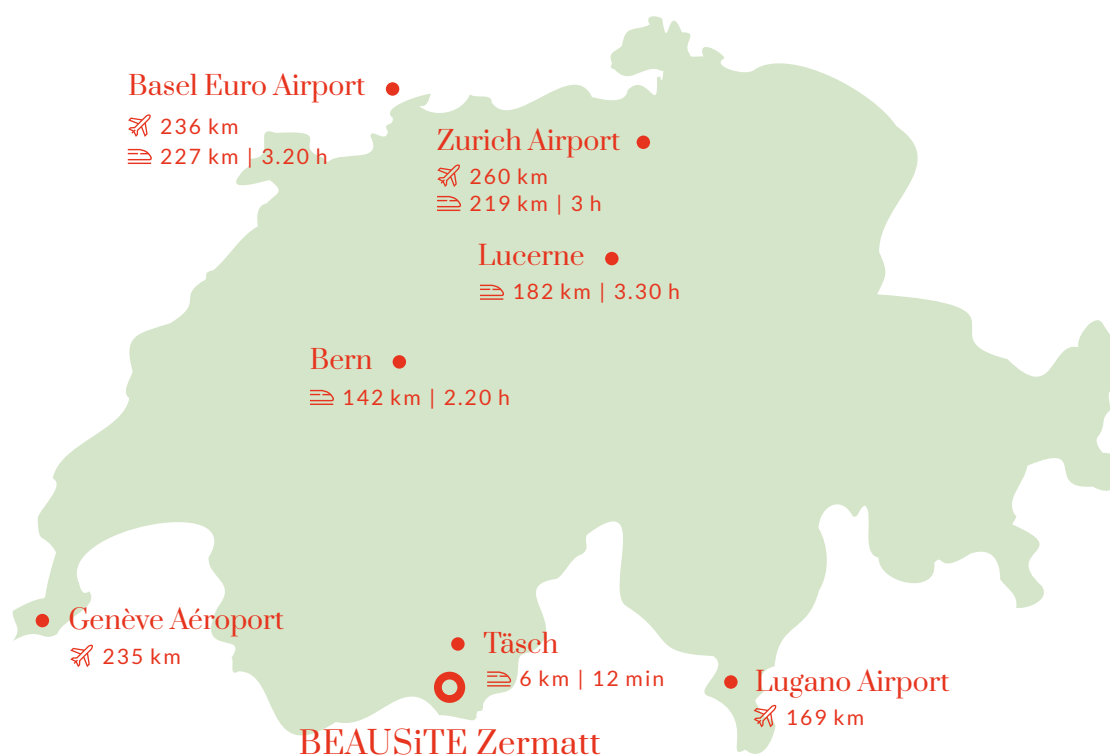 Basel Euro Airport
236 km
227 km | 3.20 h
Zurich Airport
260 km
219 km | 3 h
Lucerne
182 km | 3.30 h
Bern
142 km | 2.20 h
Genève Aéroport
235 km
Täsch
6 km | 12 min
Lugano Airport
169 km
BEAUSiTE Zermatt